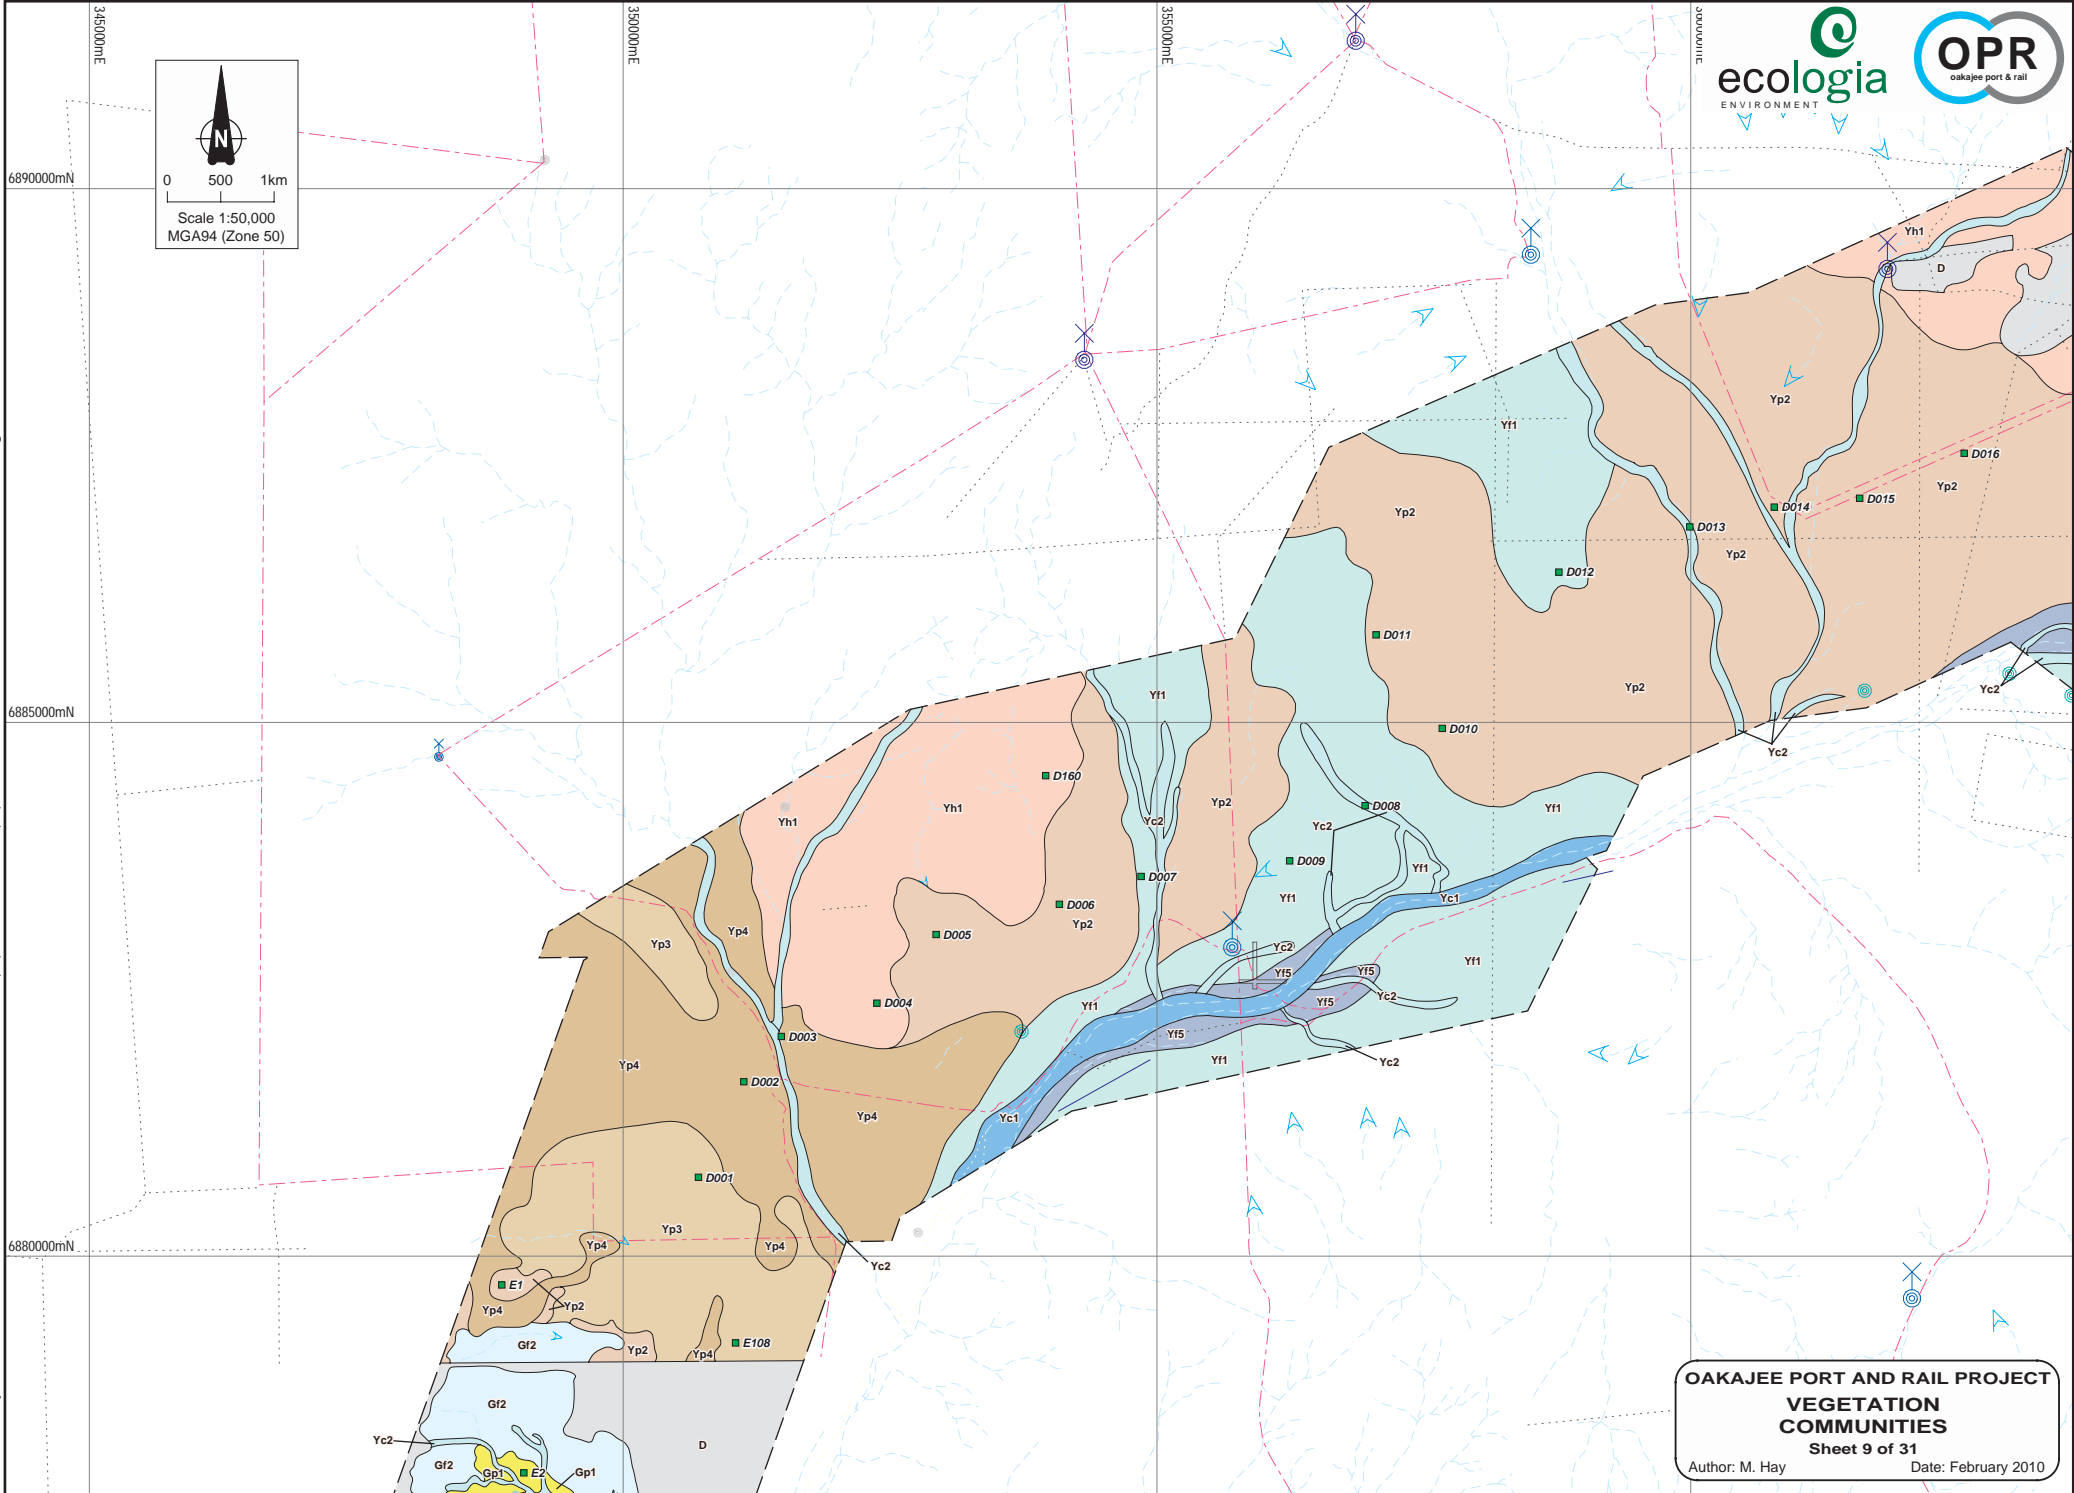 345000mE
350000mE
355000mE
ecologia
ENVIRONMENT
OPR
oakajee port & rail
N
0 500 1km
Scale 1:50,000
MGA94 (Zone 50)
6890000mN
Yh1
D
Yp2
Yf1
D016
Yp2
D015
D014
Yp2
D013
Yp2
D012
D011
Yp2
Yc2
Yf1
6885000mN
D010
Yc2
D160
Yh1
Yp2
D008
Yf1
Yh1
Yc2
Yc2
D009
Yf1
D007
Yf1
Yc1
D006
Yp2
Yp4
D005
Yp3
Yc2
Yf1
Yf5
Yf5
Yc2
D004
Yf1
Yf5
D003
Yf5
Yf1
Yc2
Yp4
D002
Yp4
Yc1
D001
Yp3
6880000mN
Yp4
Yp4
Yc2
E1
Yp4
Yp2
Gf2
Yp2
Yp4
E108
Gf2
Yc2
D
Gf2
Gp1
E2
Gp1
OAKAJEE PORT AND RAIL PROJECT
VEGETATION
COMMUNITIES
Sheet 9 of 31
Author: M. Hay Date: February 2010